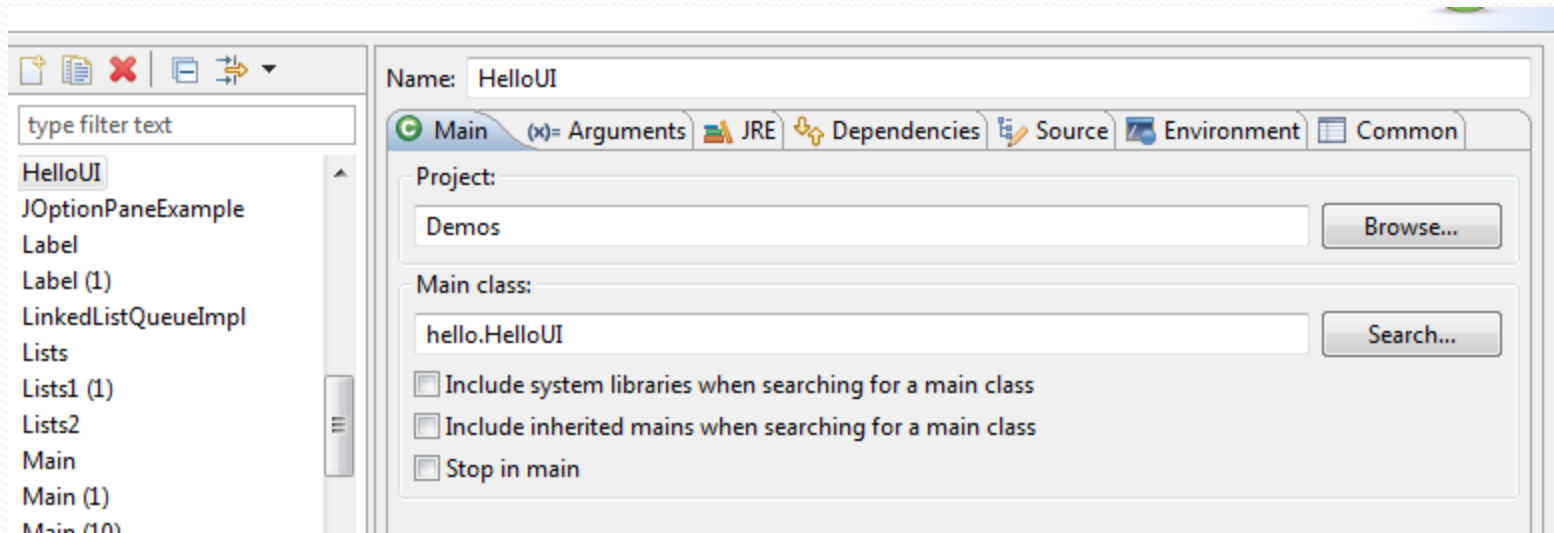 type filter text
HelloUI
JOptionPaneExample
Label
Label (1)
LinkedListQueueImpl
Lists
Lists1 (1)
Lists2
Main
Main (1)
Main (10)
Name: HelloUI
Main (x)= Arguments JRE Dependencies Source Environment Common
Project:
Demos Browse...
Main class:
hello.HelloUI Search...
Include system libraries when searching for a main class
Include inherited mains when searching for a main class
Stop in main